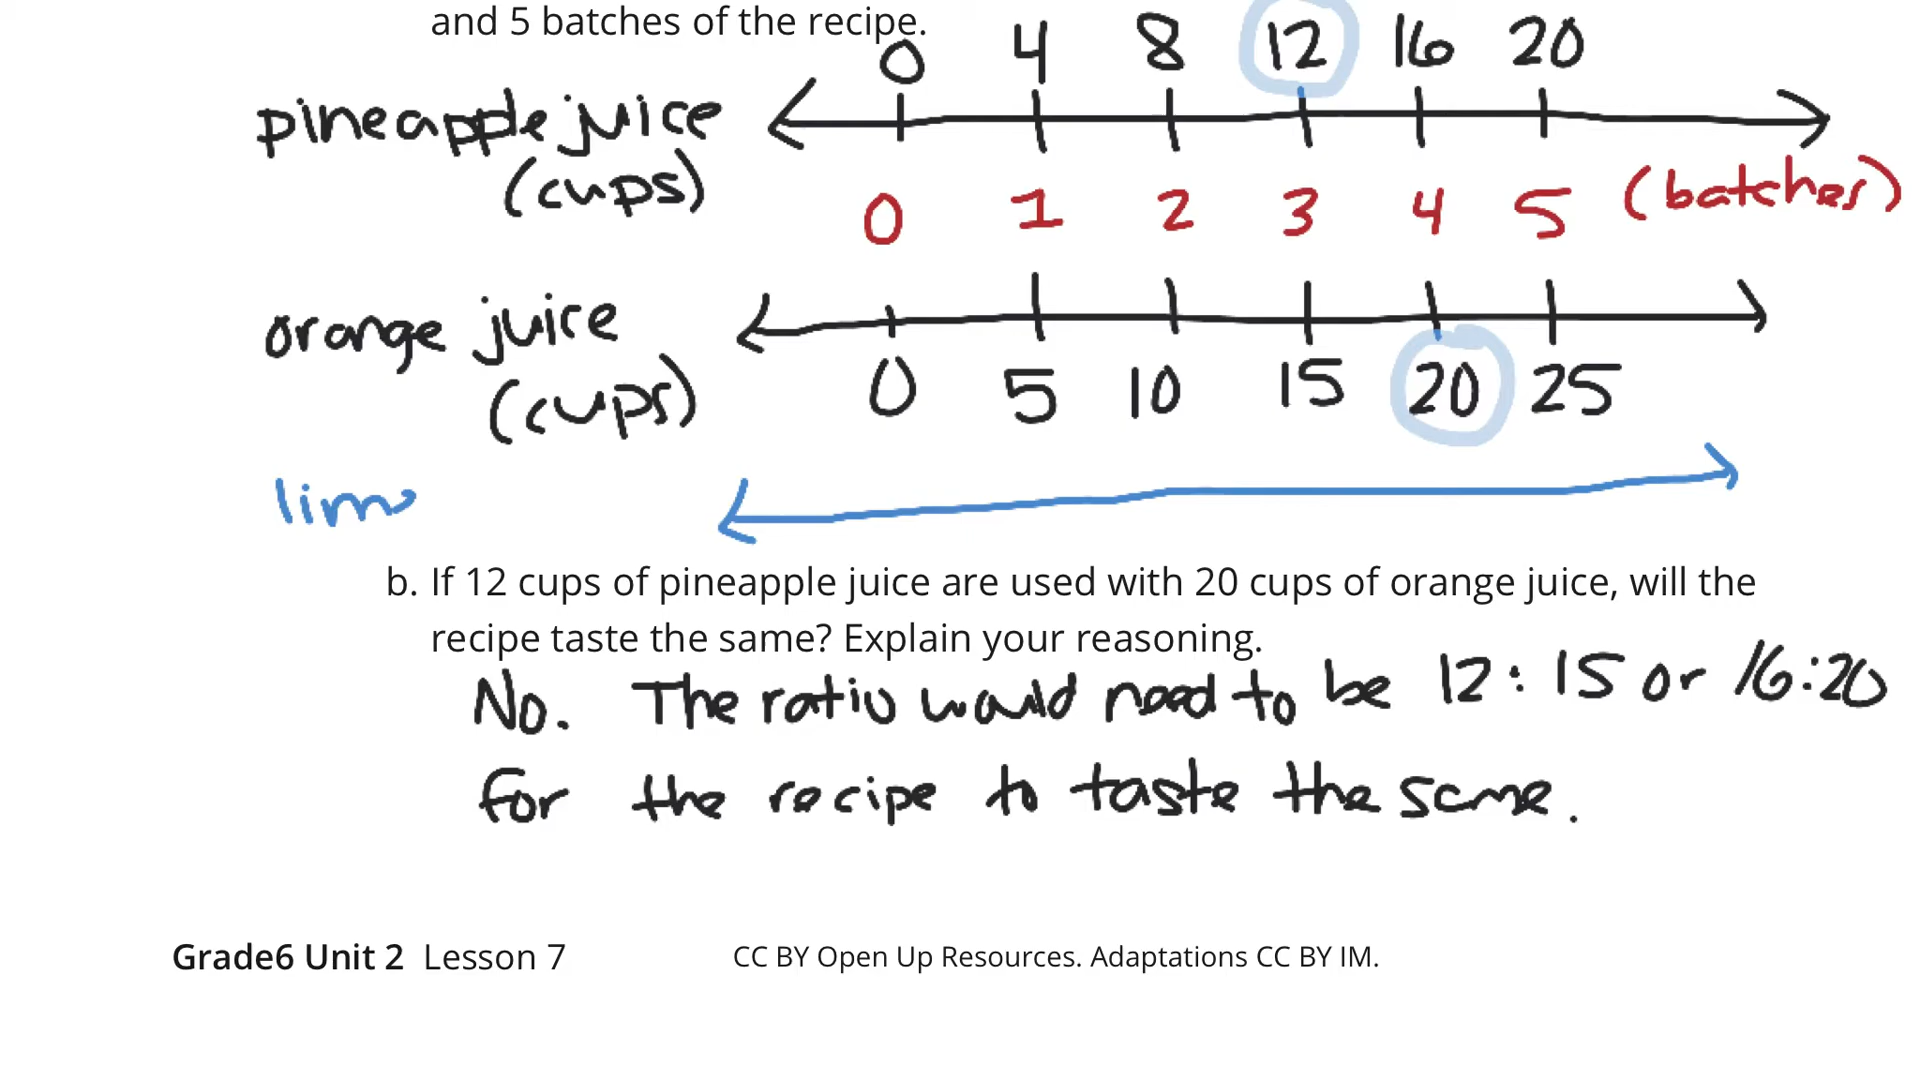 and 5 batches of the recipe.
0 4 8 12 16 20
pineapple juice
(cups)
0 1 2 3 4 5 (batches)
orange juice
(cups)
0 5 10 15 20 25
b. If 12 cups of pineapple juice are used with 20 cups of orange juice, will the
recipe taste the same? Explain your reasoning.
No. The ratio would need to be 12:15 or 16:20
for the recipe to taste the same.
Grade6 Unit 2 Lesson 7 CC BY Open Up Resources. Adaptations CC BY IM.